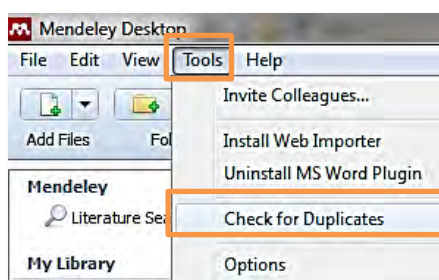 Mendeley Desktop
File Edit View Tools Help
Invite Colleagues...
Add Files
Install Web Importer
Uninstall MS Word Plugin
Mendeley
Literature
Check for Duplicates
My Library
Options